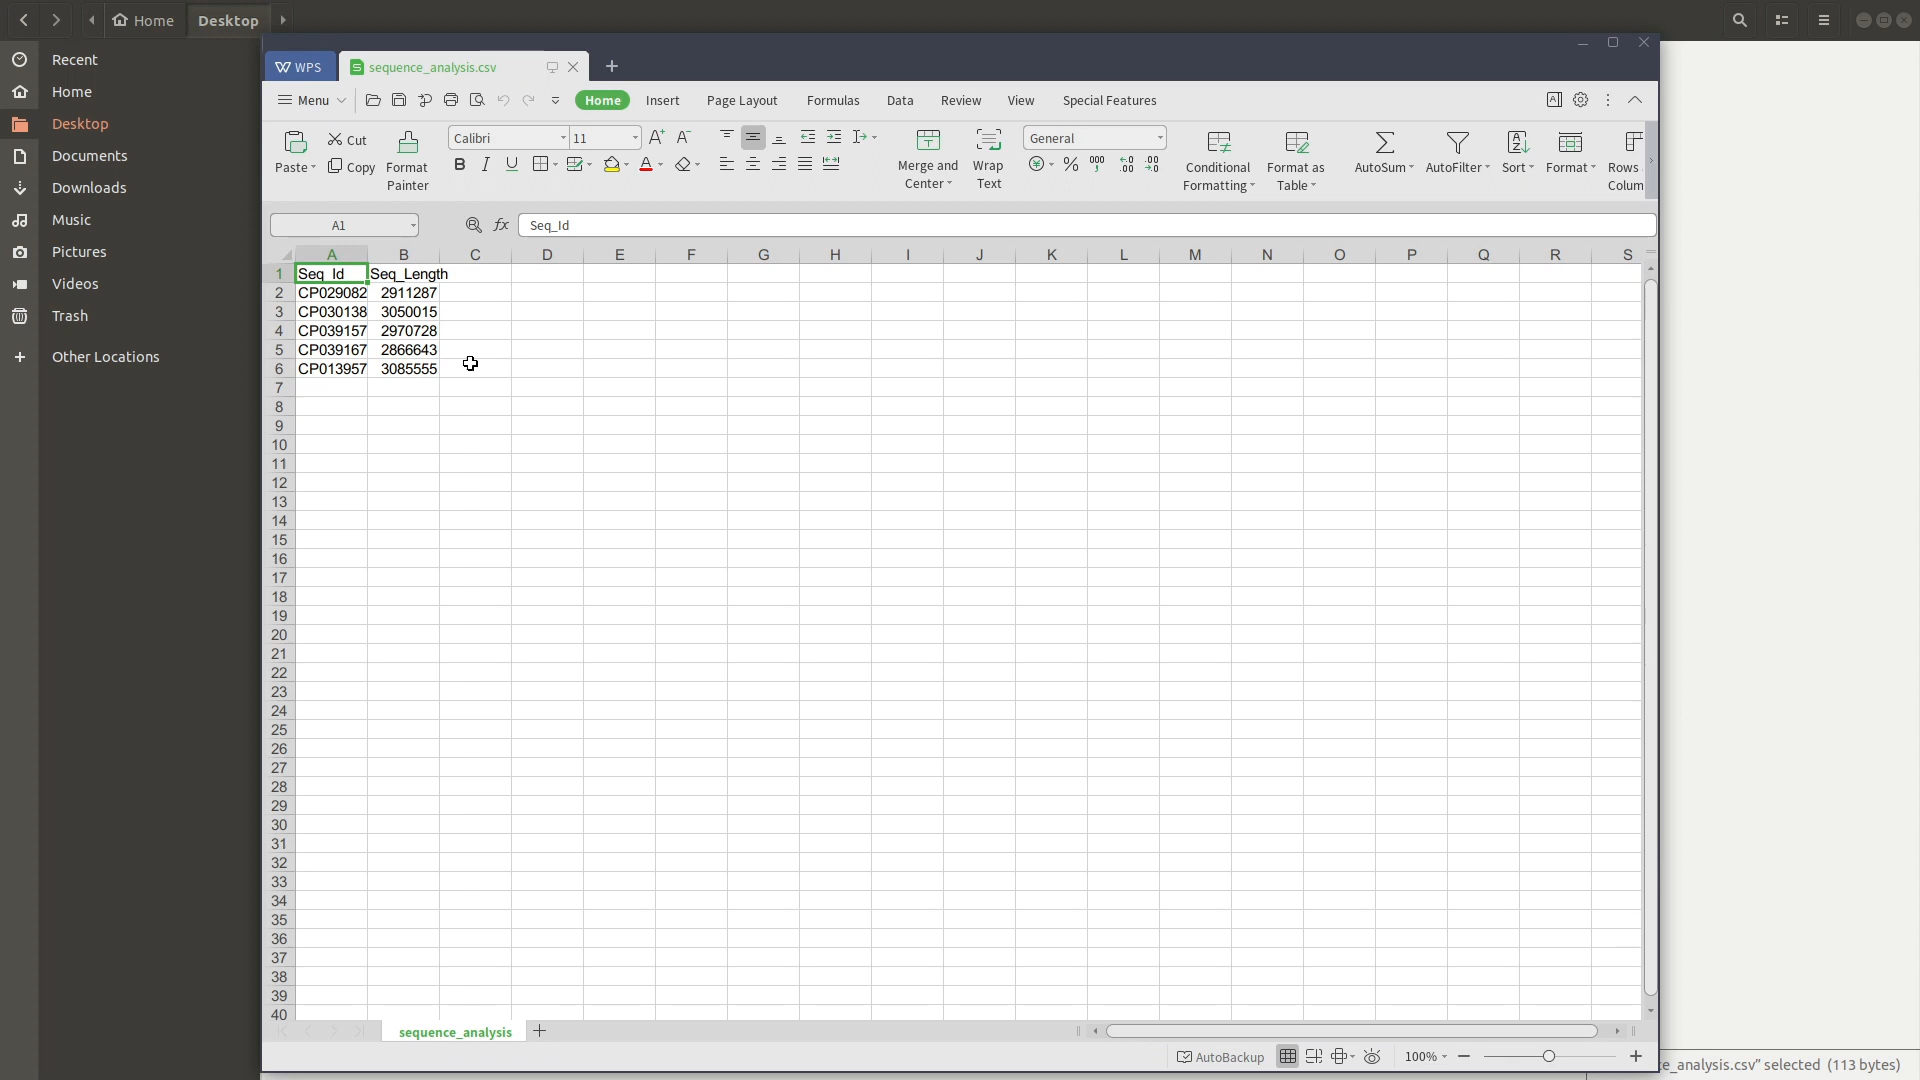 Home
Desktop
Recent
Home
Desktop
Documents
Downloads
Music
Pictures
Videos
Trash
Other Locations
WPS
sequence_analysis.csv
Menu
Home
Insert
Page Layout
Formulas
Data
Review
View
Special Features
Paste
Cut
Copy
Format
Painter
Calibri
11
Merge and
Center
Wrap
Text
General
Conditional
Formatting
Format as
Table
AutoSum
AutoFilter
Sort
Format
Rows
Colum
A1
fx
Seq_Id
A B C D E F G H I J K L M N O P Q R S
1 Seq_Id Seq_Length
2 CP029082 2911287
3 CP030138 3050015
4 CP039157 2970728
5 CP039167 2866643
6 CP013957 3085555
7
8
9
10
11
12
13
14
15
16
17
18
19
20
21
22
23
24
25
26
27
28
29
30
31
32
33
34
35
36
37
38
39
40
sequence_analysis
AutoBackup
100%
e_analysis.csv” selected (113 bytes)